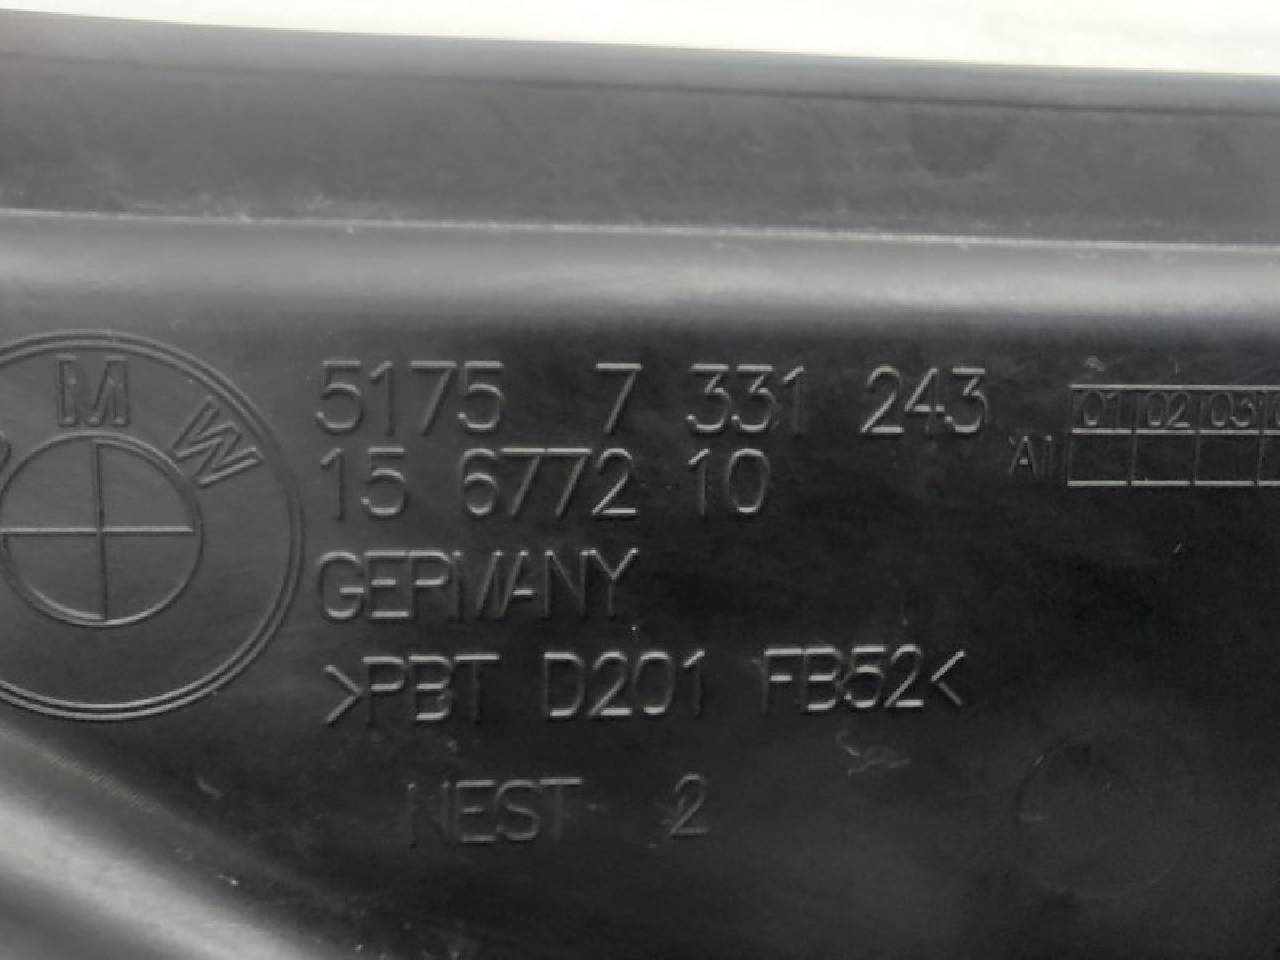 BMW
5175 7 331 243
15 6772 10
GERMANY
>PBT D201 FB52<
NEST 2
01 02 03
A1